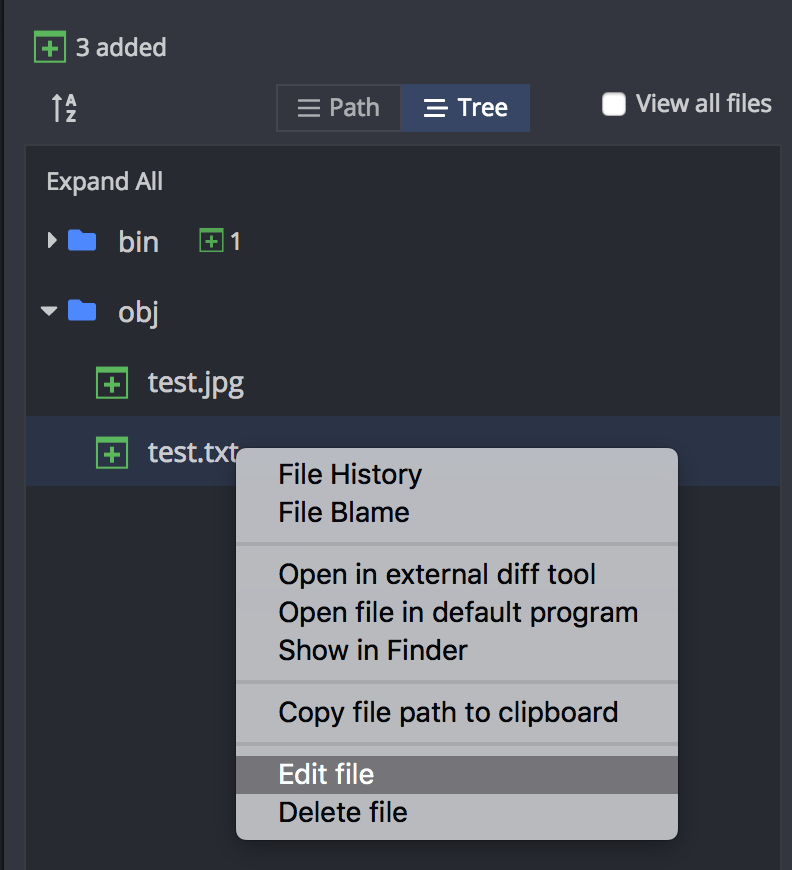 3 added
A
Z
Path
Tree
View all files
Expand All
bin
1
obj
test.jpg
test.txt
File History
File Blame
Open in external diff tool
Open file in default program
Show in Finder
Copy file path to clipboard
Edit file
Delete file